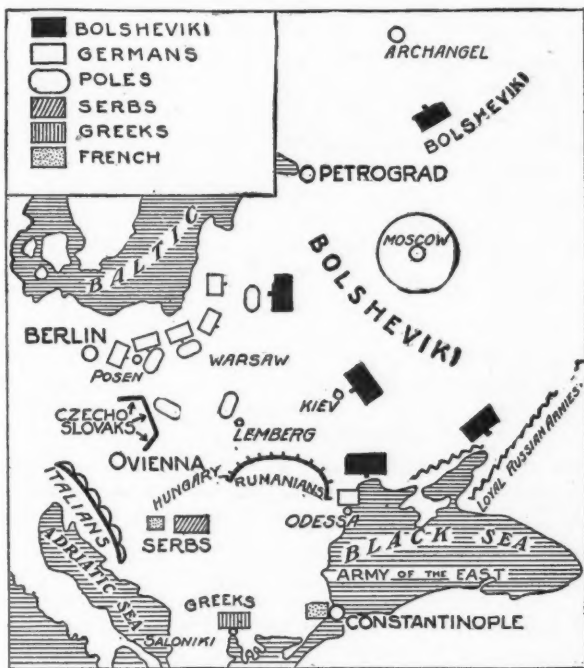 BOLSHEVIKI
GERMANS
POLES
SERBS
GREEKS
FRENCH
ARCHANGEL
BOLSHEVIKI
PETROGRAD
BALTIC
MOSCOW
BOLSHEVIKI
BERLIN
POSEN
WARSAW
KIEV
CZECHO
SLOVAKS
LEMBERG
VIENNA
LOYAL RUSSIAN ARMIES
HUNGARY
RUMANIANS
ITALIANS
ODESSA
SERBS
BLACK SEA
ADRIATIC SEA
ARMY OF THE EAST
GREEKS
CONSTANTINOPLE
SALONIKI